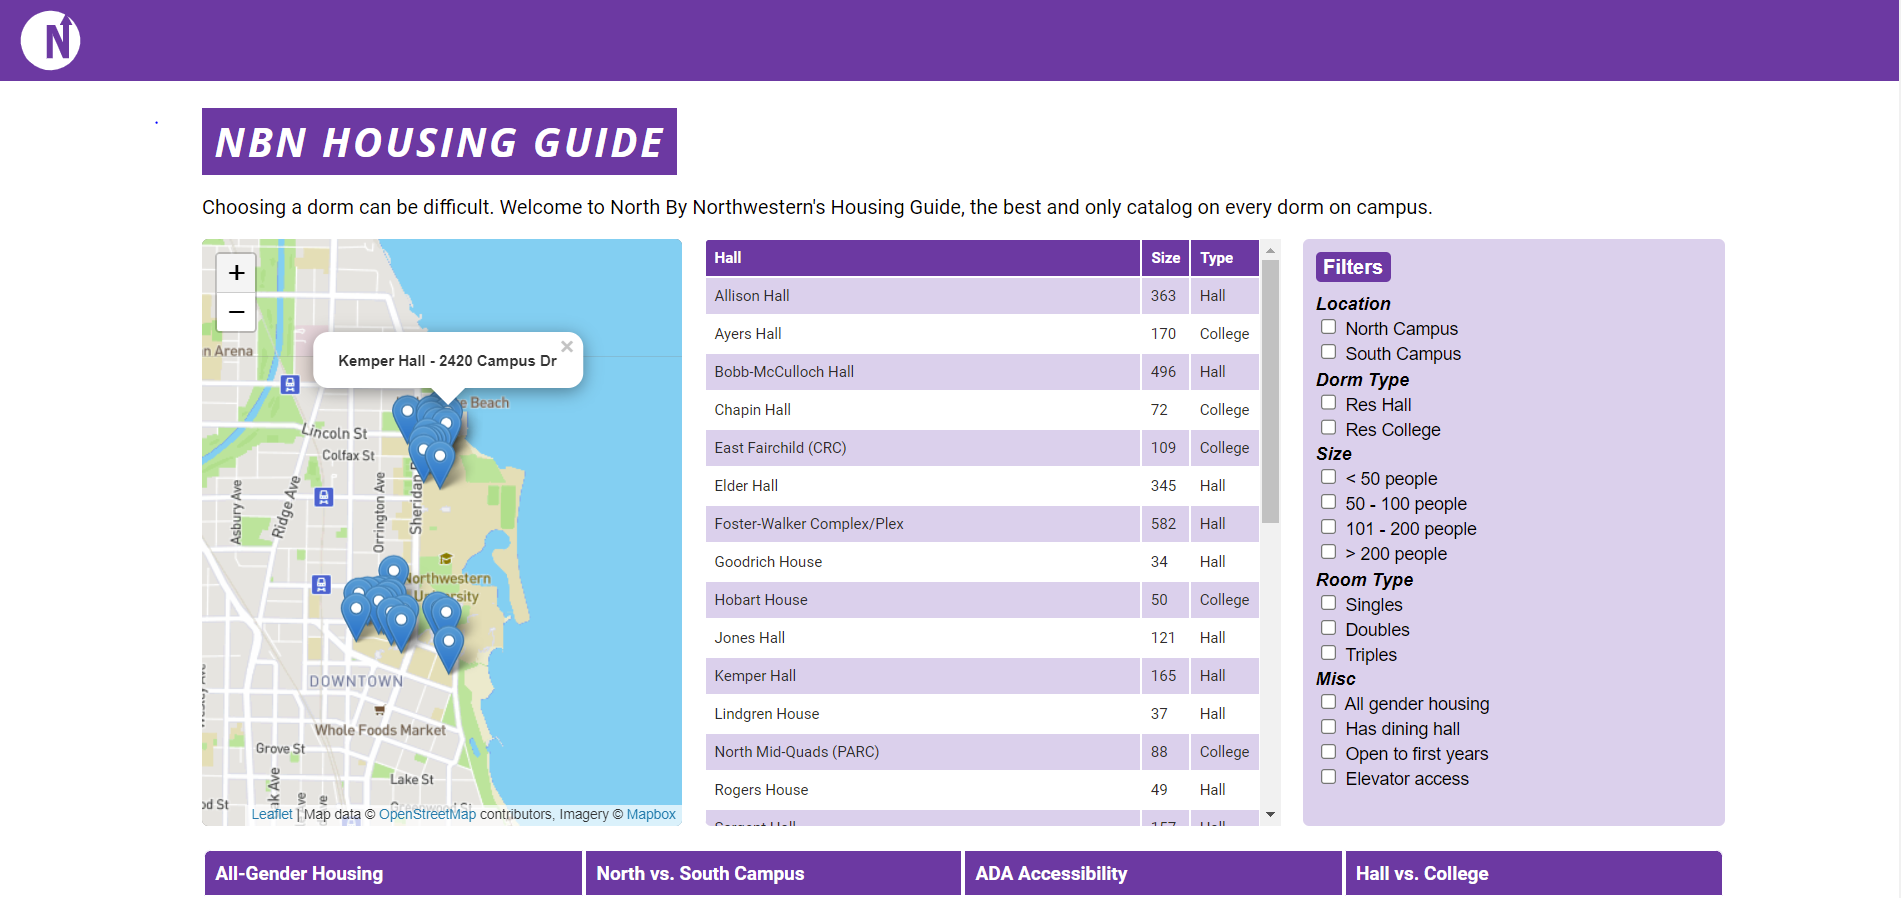 N
NBN HOUSING GUIDE
Choosing a dorm can be difficult. Welcome to North By Northwestern's Housing Guide, the best and only catalog on every dorm on campus.
+
−
n Arena
Kemper Hall - 2420 Campus Dr
×
Beach
Lincoln St
Colfax St
Asbury Ave
Ridge Ave
Orrington Ave
Sheridan
Northwestern
University
DOWNTOWN
Whole Foods Market
Grove St
Lake St
Greenwood St
Leaflet | Map data © OpenStreetMap contributors, Imagery © Mapbox
Hall Size Type
Allison Hall 363 Hall
Ayers Hall 170 College
Bobb-McCulloch Hall 496 Hall
Chapin Hall 72 College
East Fairchild (CRC) 109 College
Elder Hall 345 Hall
Foster-Walker Complex/Plex 582 Hall
Goodrich House 34 Hall
Hobart House 50 College
Jones Hall 121 Hall
Kemper Hall 165 Hall
Lindgren House 37 Hall
North Mid-Quads (PARC) 88 College
Rogers House 49 Hall
Sargent Hall 157 Hall
Filters
Location
North Campus
South Campus
Dorm Type
Res Hall
Res College
Size
< 50 people
50 - 100 people
101 - 200 people
> 200 people
Room Type
Singles
Doubles
Triples
Misc
All gender housing
Has dining hall
Open to first years
Elevator access
All-Gender Housing
North vs. South Campus
ADA Accessibility
Hall vs. College